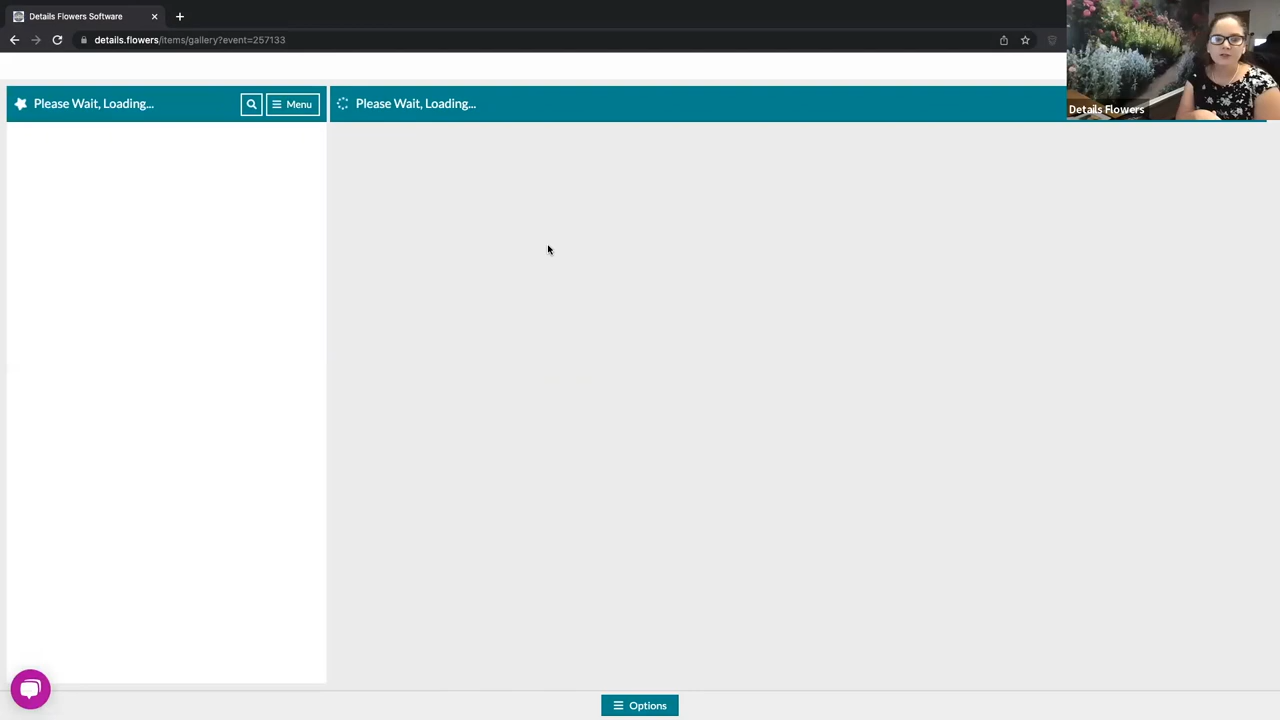 Details Flowers Software
details.flowers/items/gallery?event=257133
Please Wait, Loading...
Menu
Please Wait, Loading...
Details Flowers
Options